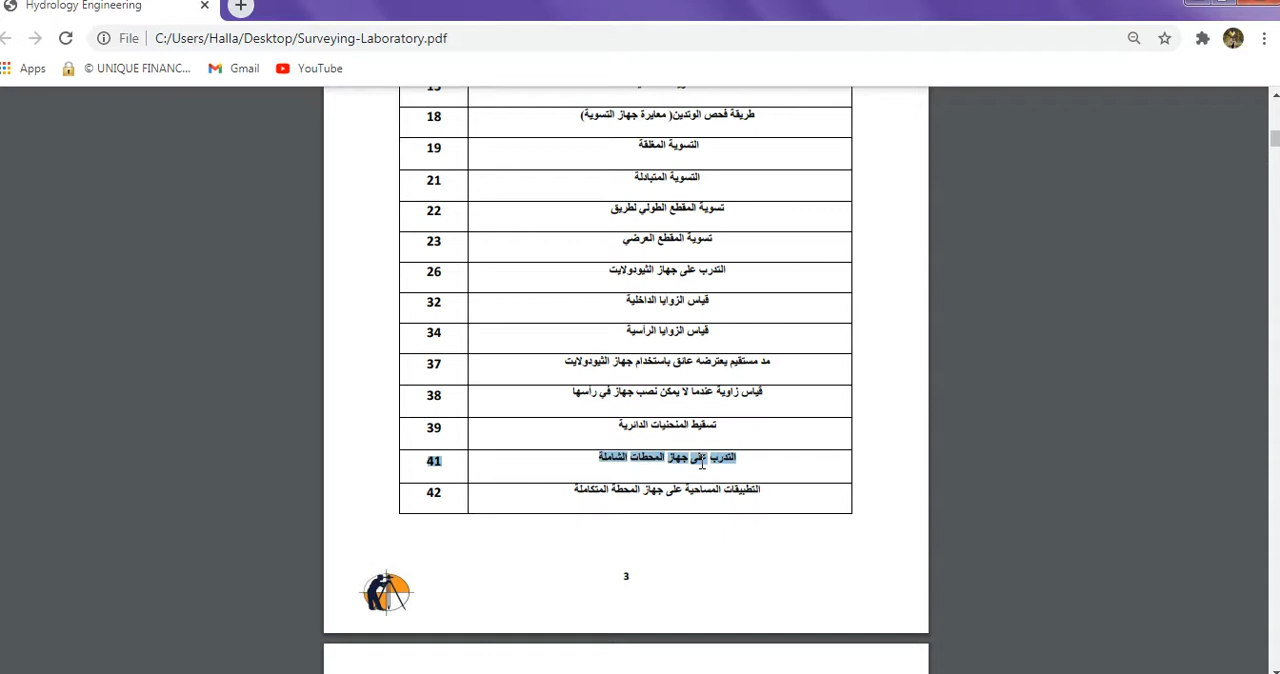 Hydrology Engineering
File C:/Users/Halla/Desktop/Surveying-Laboratory.pdf
Apps © UNIQUE FINANC... Gmail YouTube
18 طريقة فحص الوتدين( معايرة جهاز التسوية)
19 التسوية المغلقة
21 التسوية المتبادلة
22 تسوية المقطع الطولي لطريق
23 تسوية المقطع العرضي
26 التدرب على جهاز الثيودولايت
32 قياس الزوايا الداخلية
34 قياس الزوايا الرأسية
37 مد مستقيم يعترضه عائق باستخدام جهاز الثيودولايت
38 قياس زاوية عندما لا يمكن نصب جهاز في رأسها
39 تسقيط المنحنيات الدائرية
41 التدرب على جهاز المحطات الشاملة
42 التطبيقات المساحية على جهاز المحطة المتكاملة
3